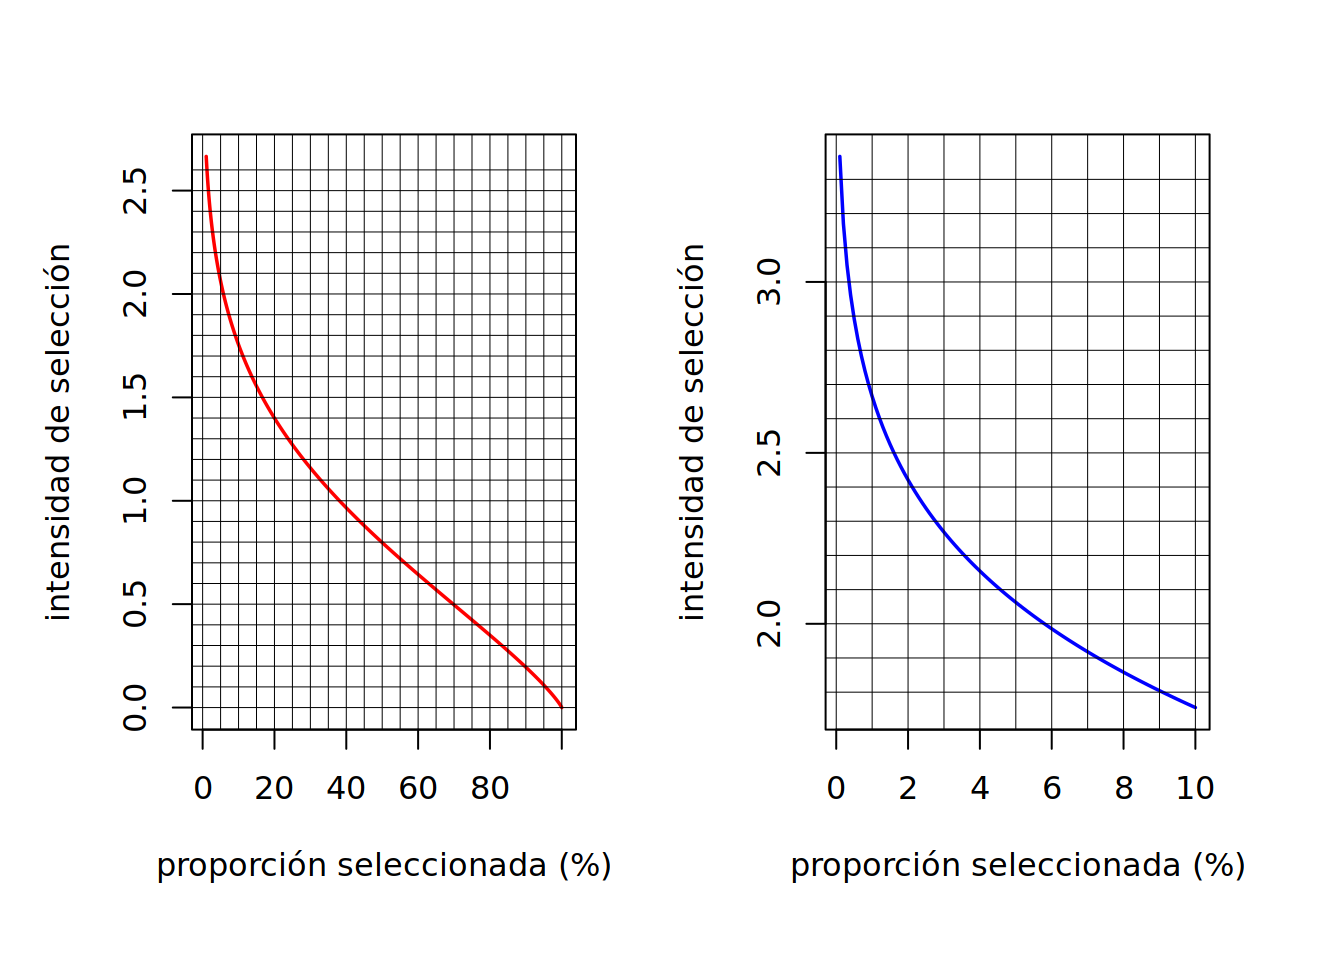 intensidad de selección
2.5
2.0
1.5
1.0
0.5
0.0
0 20 40 60 80
proporción seleccionada (%)
intensidad de selección
3.0
2.5
2.0
0 2 4 6 8 10
proporción seleccionada (%)